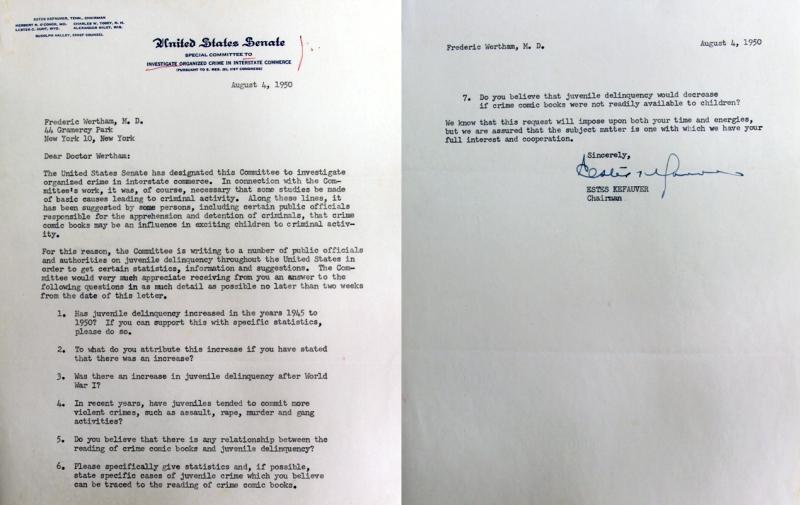 ESTES KEFAUVER, TENN., CHAIRMAN
HERBERT R. O'CONOR, MD. CHARLES W. TOBEY, N. H.
LESTER C. HUNT, WYO. ALEXANDER WILEY, WIS.
RUDOLPH HALLEY, CHIEF COUNSEL
United States Senate
SPECIAL COMMITTEE TO
INVESTIGATE ORGANIZED CRIME IN INTERSTATE COMMERCE
(PURSUANT TO S. RES. 202, 81ST CONGRESS)
August 4, 1950
Frederic Wertham, M. D.
44 Gramercy Park
New York 10, New York
Dear Doctor Wertham:
The United States Senate has designated this Committee to investigate
organized crime in interstate commerce. In connection with the Com-
mittee's work, it was, of course, necessary that some studies be made
of basic causes leading to criminal activity. Along these lines, it
has been suggested by some persons, including certain public officials
responsible for the apprehension and detention of criminals, that crime
comic books may be an influence in exciting children to criminal activ-
ity.
For this reason, the Committee is writing to a number of public officials
and authorities on juvenile delinquency throughout the United States in
order to get certain statistics, information and suggestions. The Com-
mittee would very much appreciate receiving from you an answer to the
following questions in as much detail as possible no later than two weeks
from the date of this letter.
1. Has juvenile delinquency increased in the years 1945 to
1950? If you can support this with specific statistics,
please do so.
2. To what do you attribute this increase if you have stated
that there was an increase?
3. Was there an increase in juvenile delinquency after World
War I?
4. In recent years, have juveniles tended to commit more
violent crimes, such as assault, rape, murder and gang
activities?
5. Do you believe that there is any relationship between the
reading of crime comic books and juvenile delinquency?
6. Please specifically give statistics and, if possible,
state specific cases of juvenile crime which you believe
can be traced to the reading of crime comic books.
Frederic Wertham, M. D. August 4, 1950
7. Do you believe that juvenile delinquency would decrease
if crime comic books were not readily available to children?
We know that this request will impose upon both your time and energies,
but we are assured that the subject matter is one with which we have your
full interest and cooperation.
Sincerely,
Estes Kefauver
ESTES KEFAUVER
Chairman